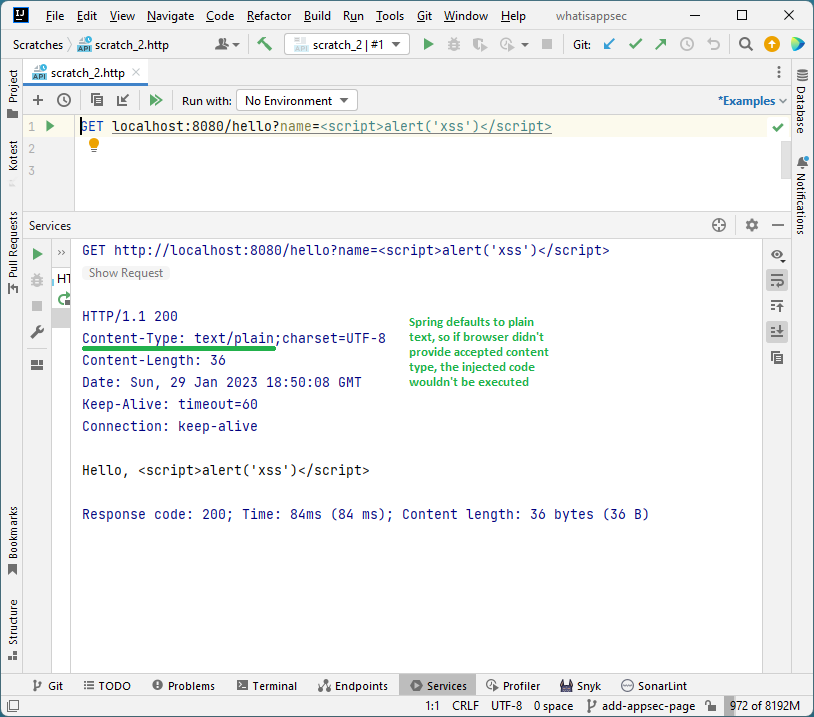 File Edit View Navigate Code Refactor Build Run Tools Git Window Help whatisappsec
Scratches scratch_2.http scratch_2 | #1 Git:
scratch_2.http
Run with: No Environment *Examples
1 GET localhost:8080/hello?name=<script>alert('xss')</script>
2
3
Services
GET http://localhost:8080/hello?name=<script>alert('xss')</script>
Show Request
HT
HTTP/1.1 200
Content-Type: text/plain;charset=UTF-8
Content-Length: 36
Date: Sun, 29 Jan 2023 18:50:08 GMT
Keep-Alive: timeout=60
Connection: keep-alive
Spring defaults to plain
text, so if browser didn't
provide accepted content
type, the injected code
wouldn't be executed
Hello, <script>alert('xss')</script>
Response code: 200; Time: 84ms (84 ms); Content length: 36 bytes (36 B)
Project
Kotest
Pull Requests
Bookmarks
Structure
Database
Notifications
Git TODO Problems Terminal Endpoints Services Profiler Snyk SonarLint
1:1 CRLF UTF-8 0 space add-appsec-page 972 of 8192M